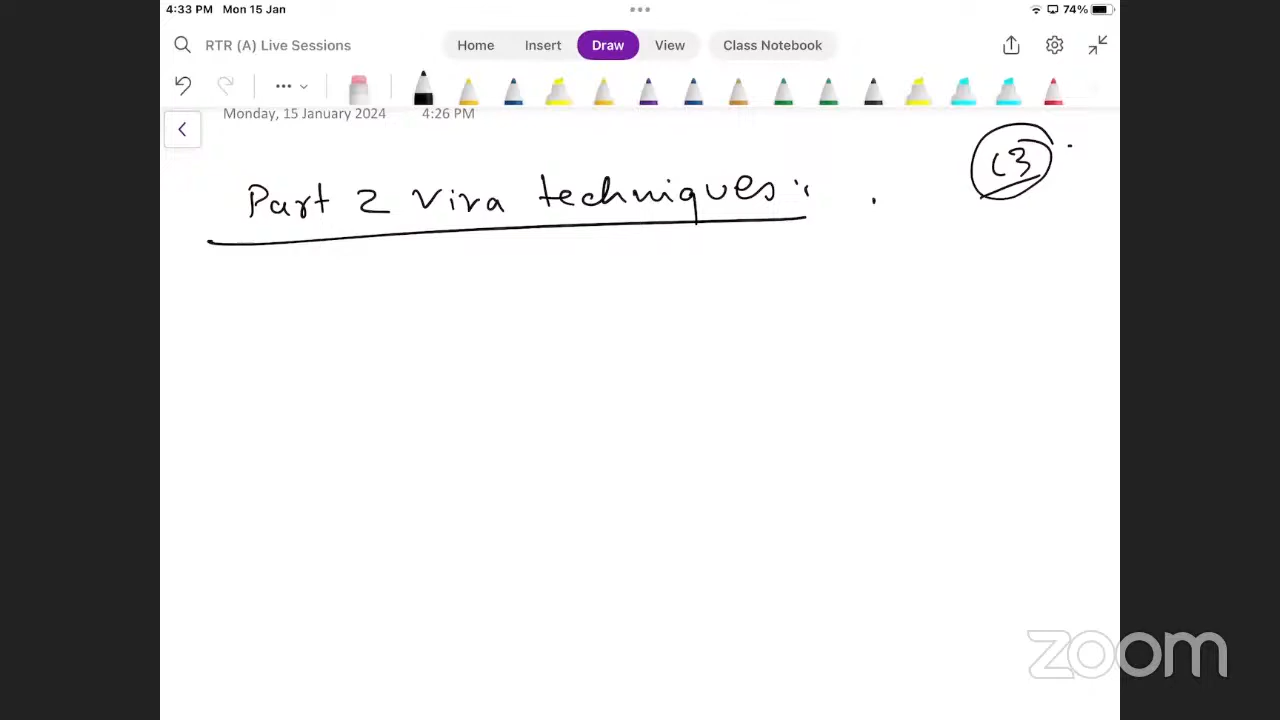 4:33 PM Mon 15 Jan
74%
RTR (A) Live Sessions
Home Insert Draw View Class Notebook
Monday, 15 January 2024 4:26 PM
Part 2 Viva techniques :
zoom